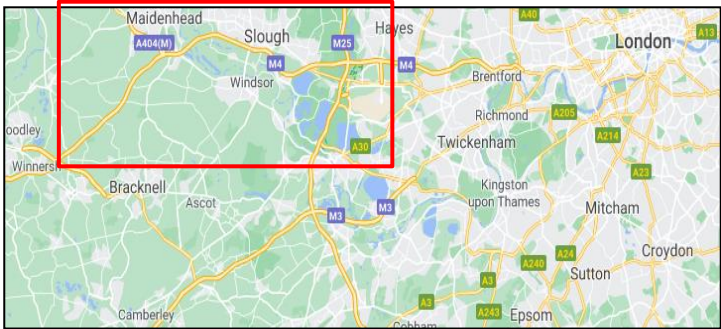 Maidenhead
A40
Hayes
A13
A404(M)
Slough
M25
London
M4
M4
Windsor
Brentford
Richmond
A205
oodley
A30
Twickenham
A214
Winnersh
A23
Bracknell
Kingston
upon Thames
Ascot
M3
M3
Mitcham
Croydon
A24
A240
Sutton
A3
A3
Camberley
A243
Epsom
Cobham